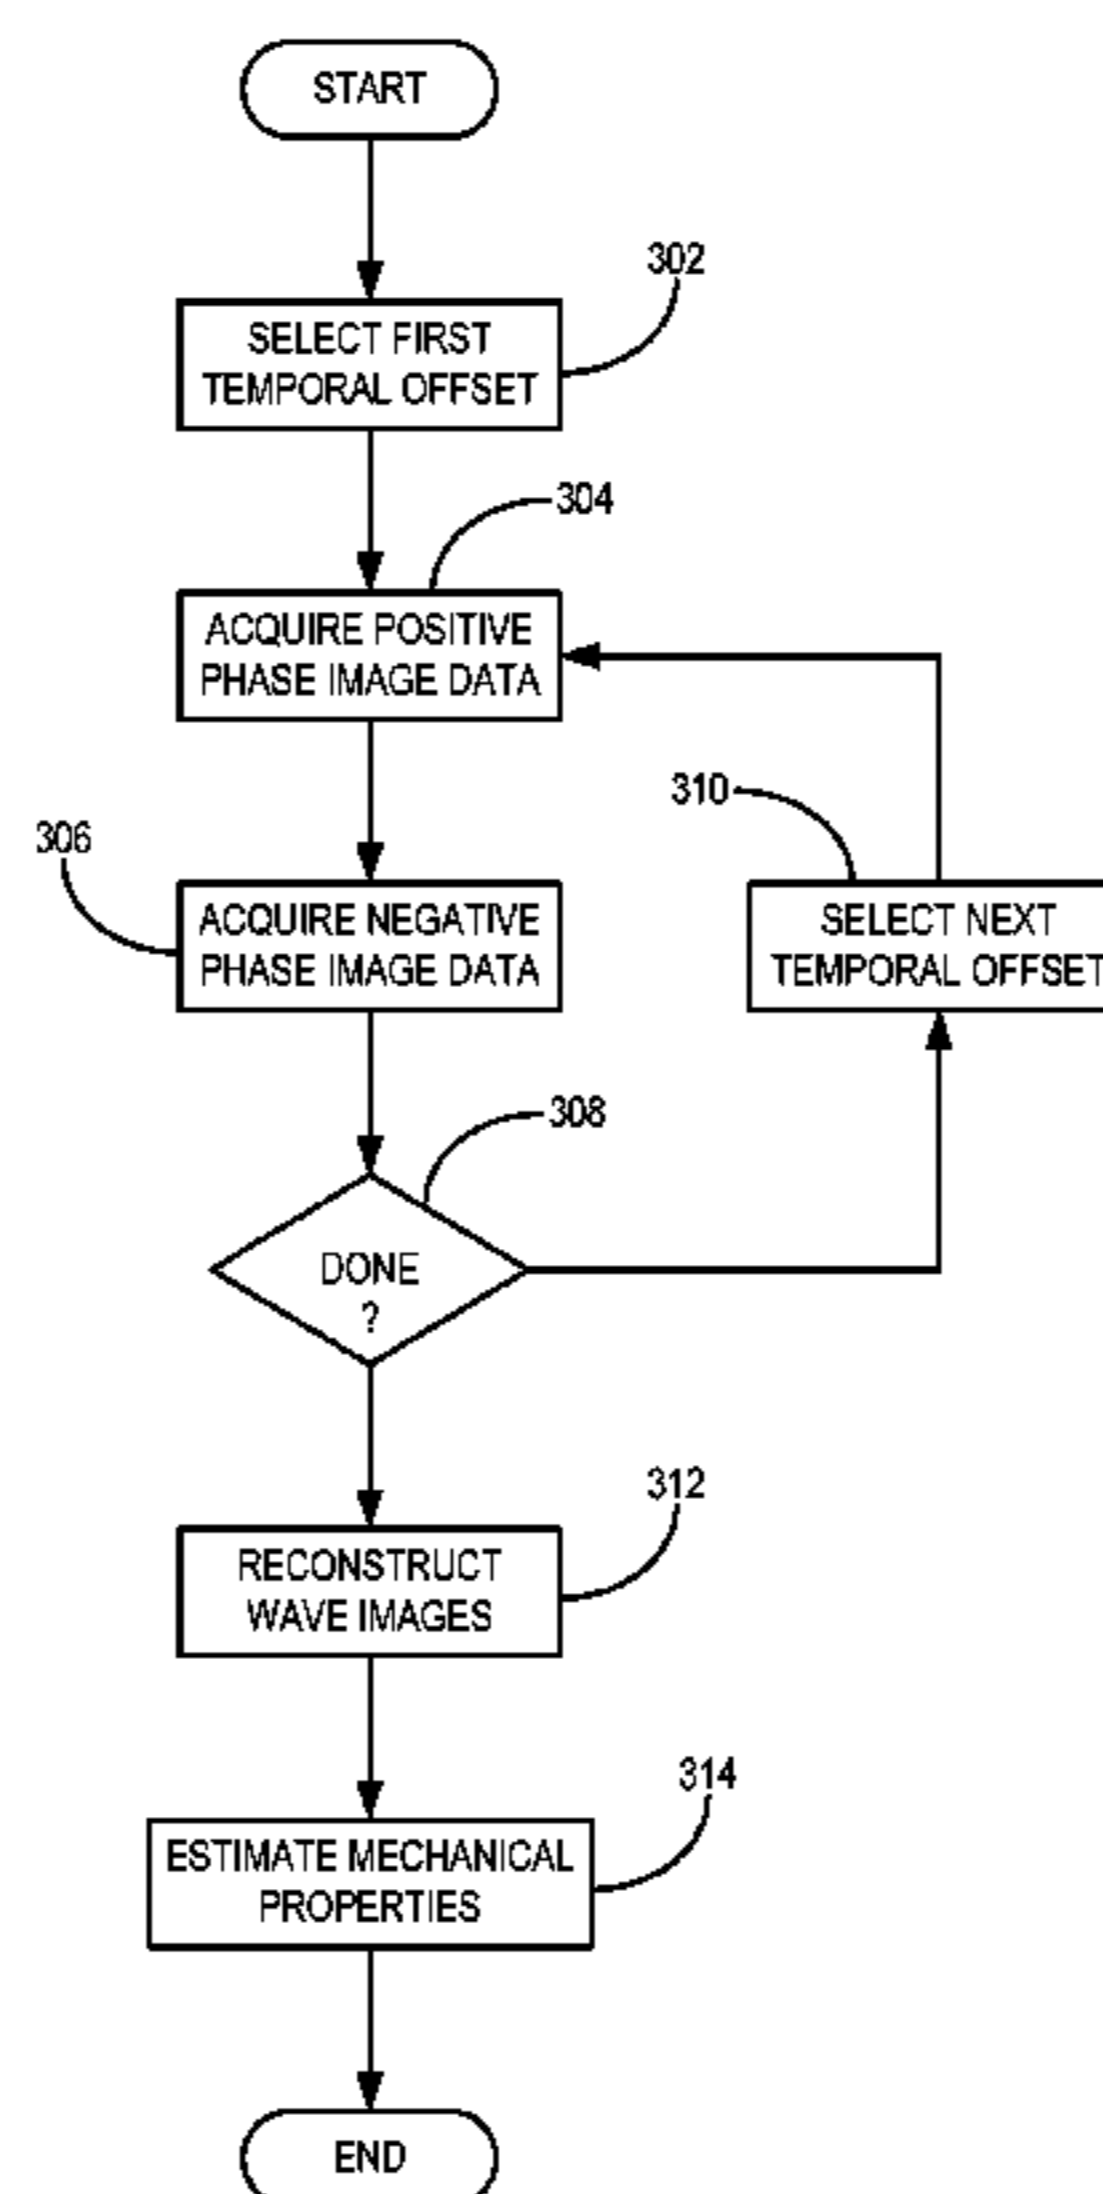 START
302
SELECT FIRST
TEMPORAL OFFSET
304
ACQUIRE POSITIVE
PHASE IMAGE DATA
310
306
ACQUIRE NEGATIVE
PHASE IMAGE DATA
SELECT NEXT
TEMPORAL OFFSET
308
DONE
?
312
RECONSTRUCT
WAVE IMAGES
314
ESTIMATE MECHANICAL
PROPERTIES
END